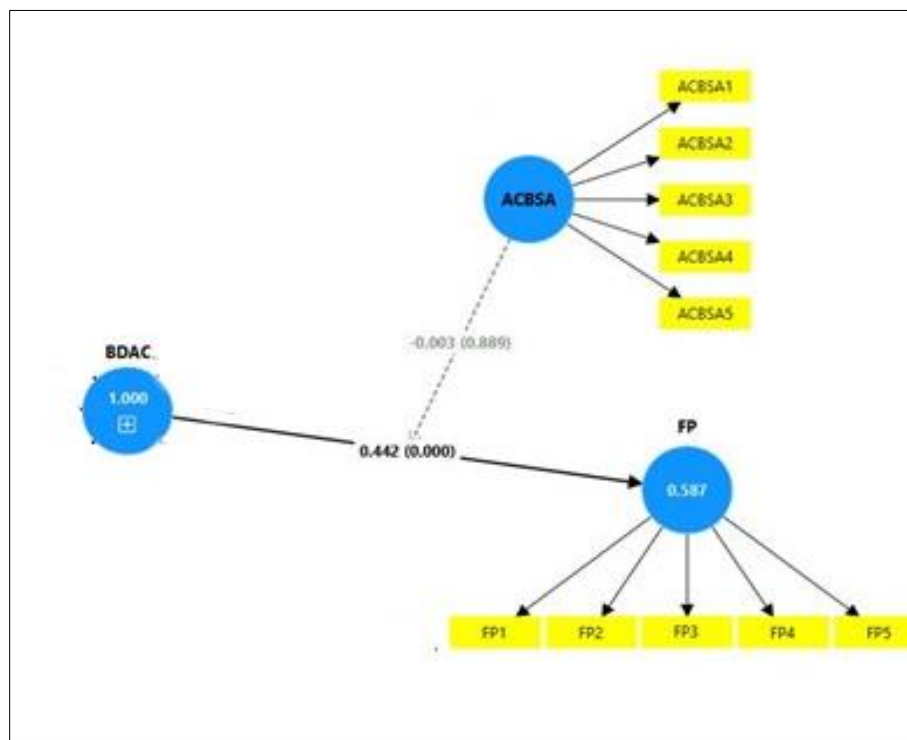 ACBSA1
ACBSA2
ACBSA
ACBSA3
ACBSA4
ACBSA5
-0.003 (0.889)
BDAC
1.000
0.442 (0.000)
FP
0.587
FP1 FP2 FP3 FP4 FP5